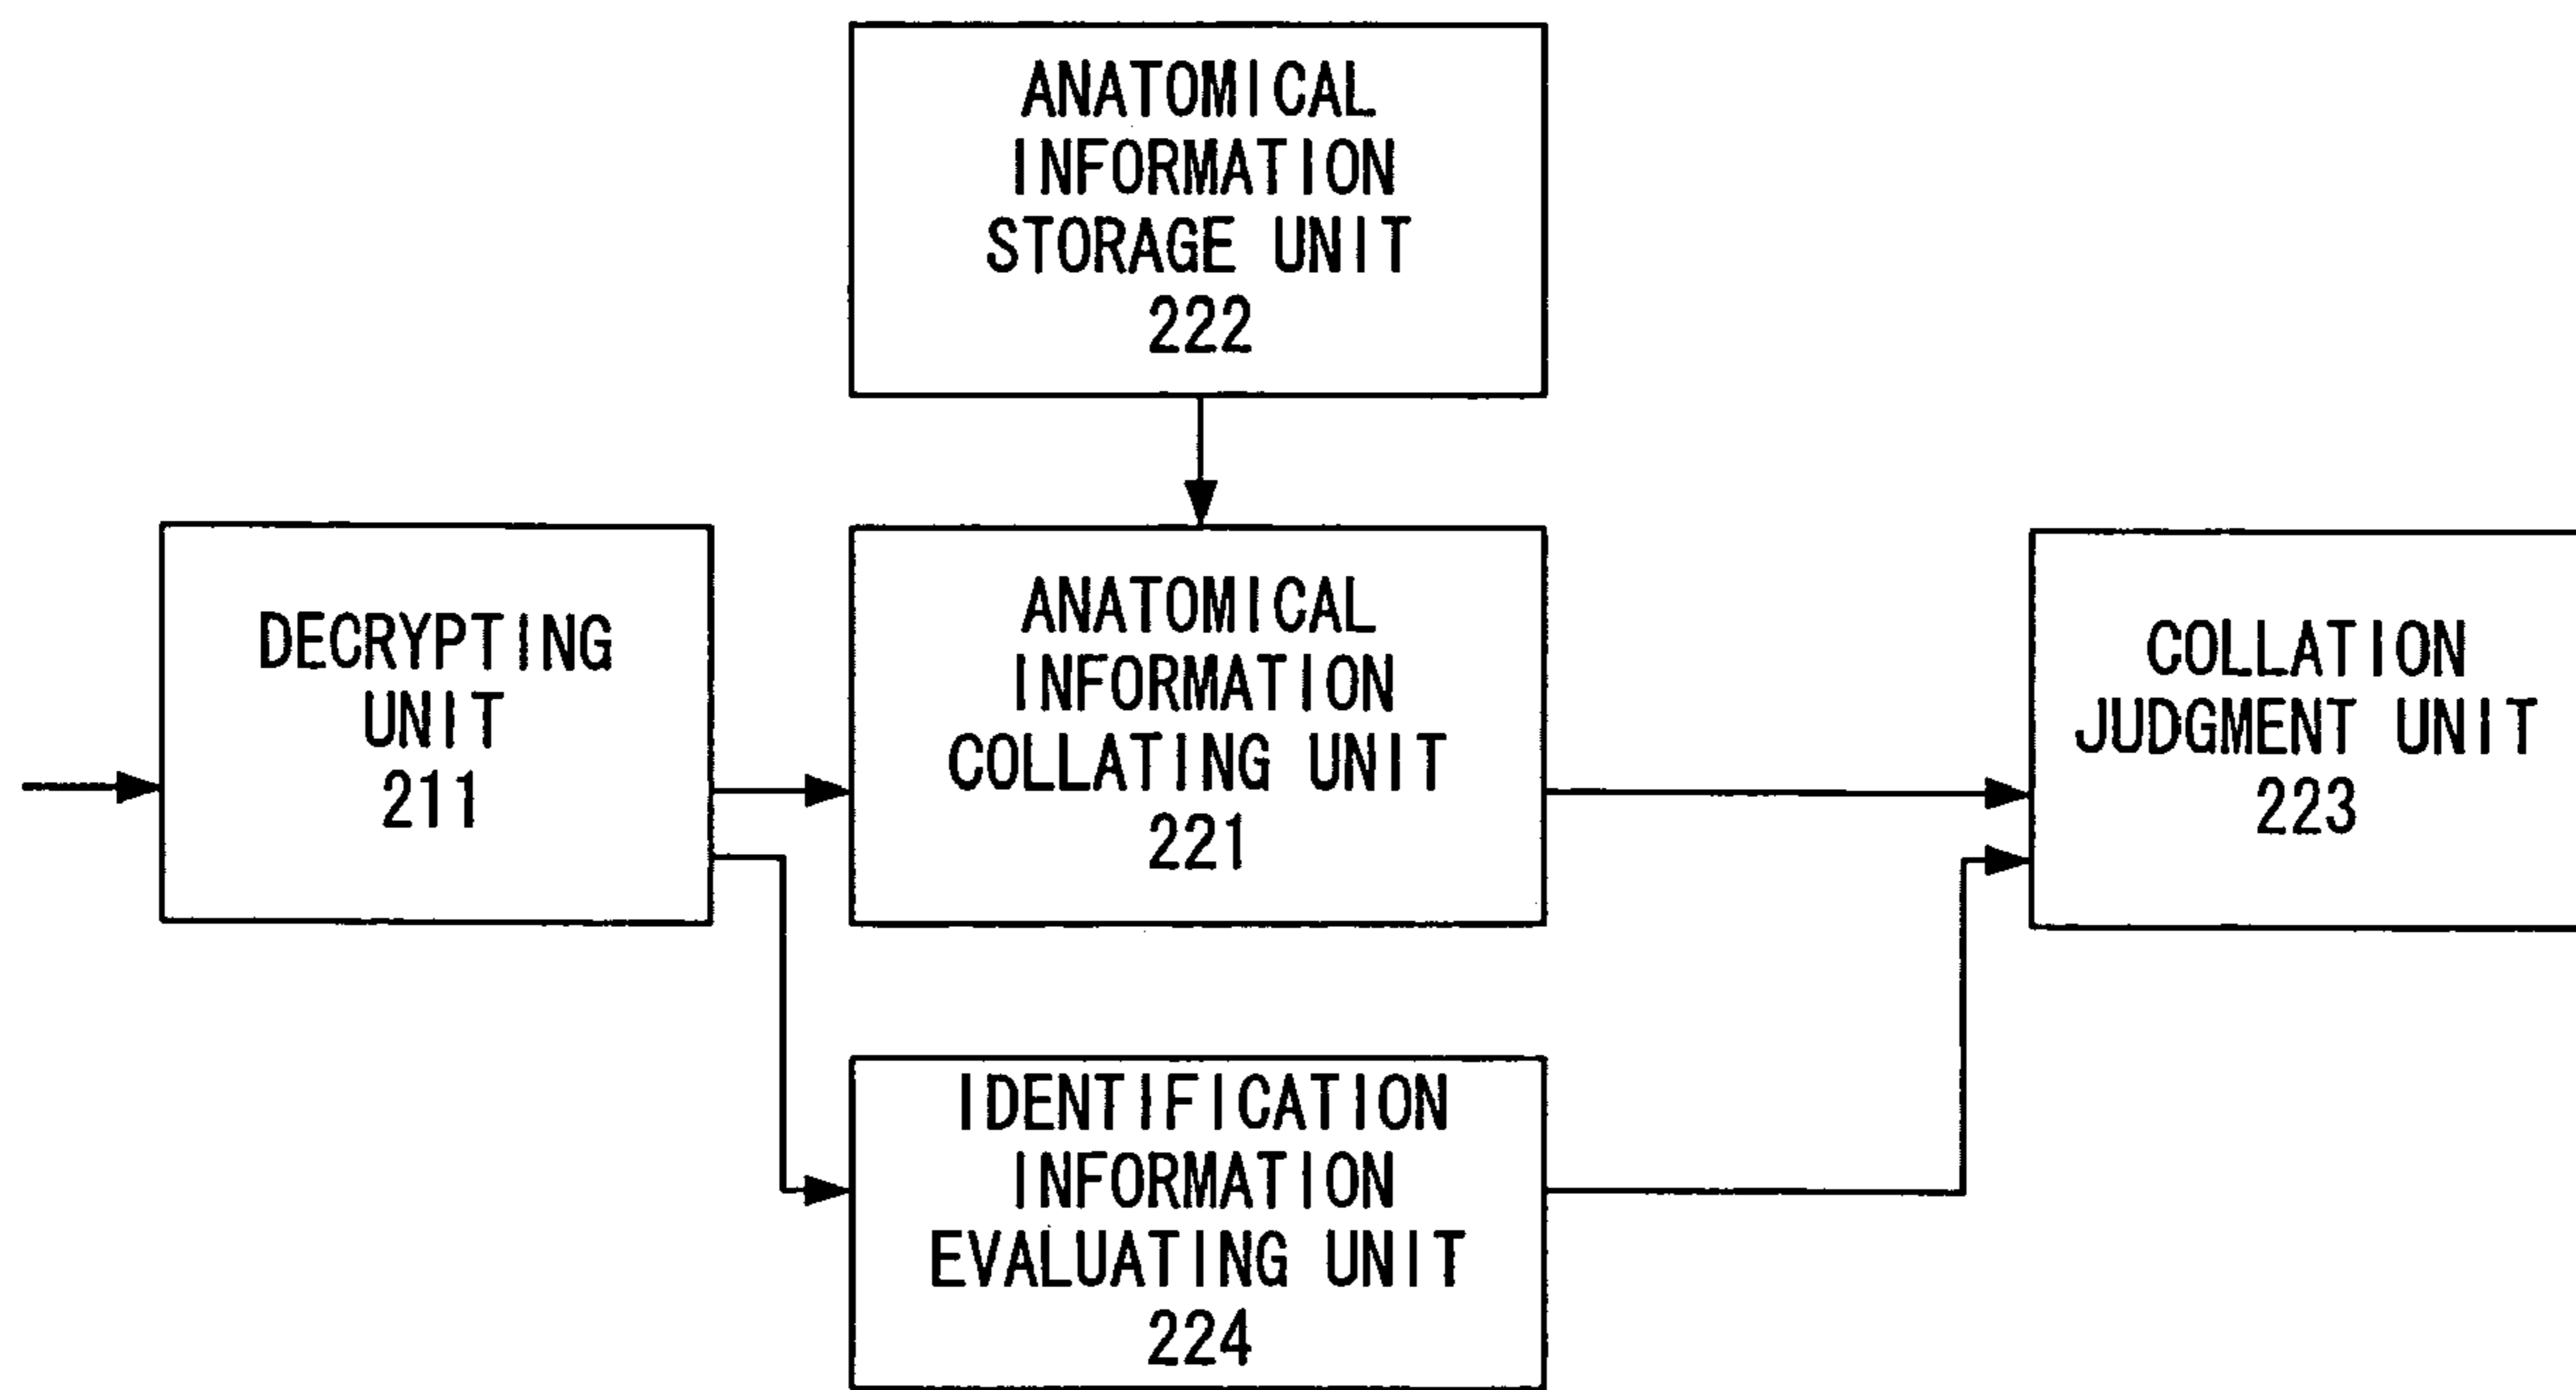 ANATOMICAL
INFORMATION
STORAGE UNIT
222
DECRYPTING
UNIT
211
ANATOMICAL
INFORMATION
COLLATING UNIT
221
COLLATION
JUDGMENT UNIT
223
IDENTIFICATION
INFORMATION
EVALUATING UNIT
224